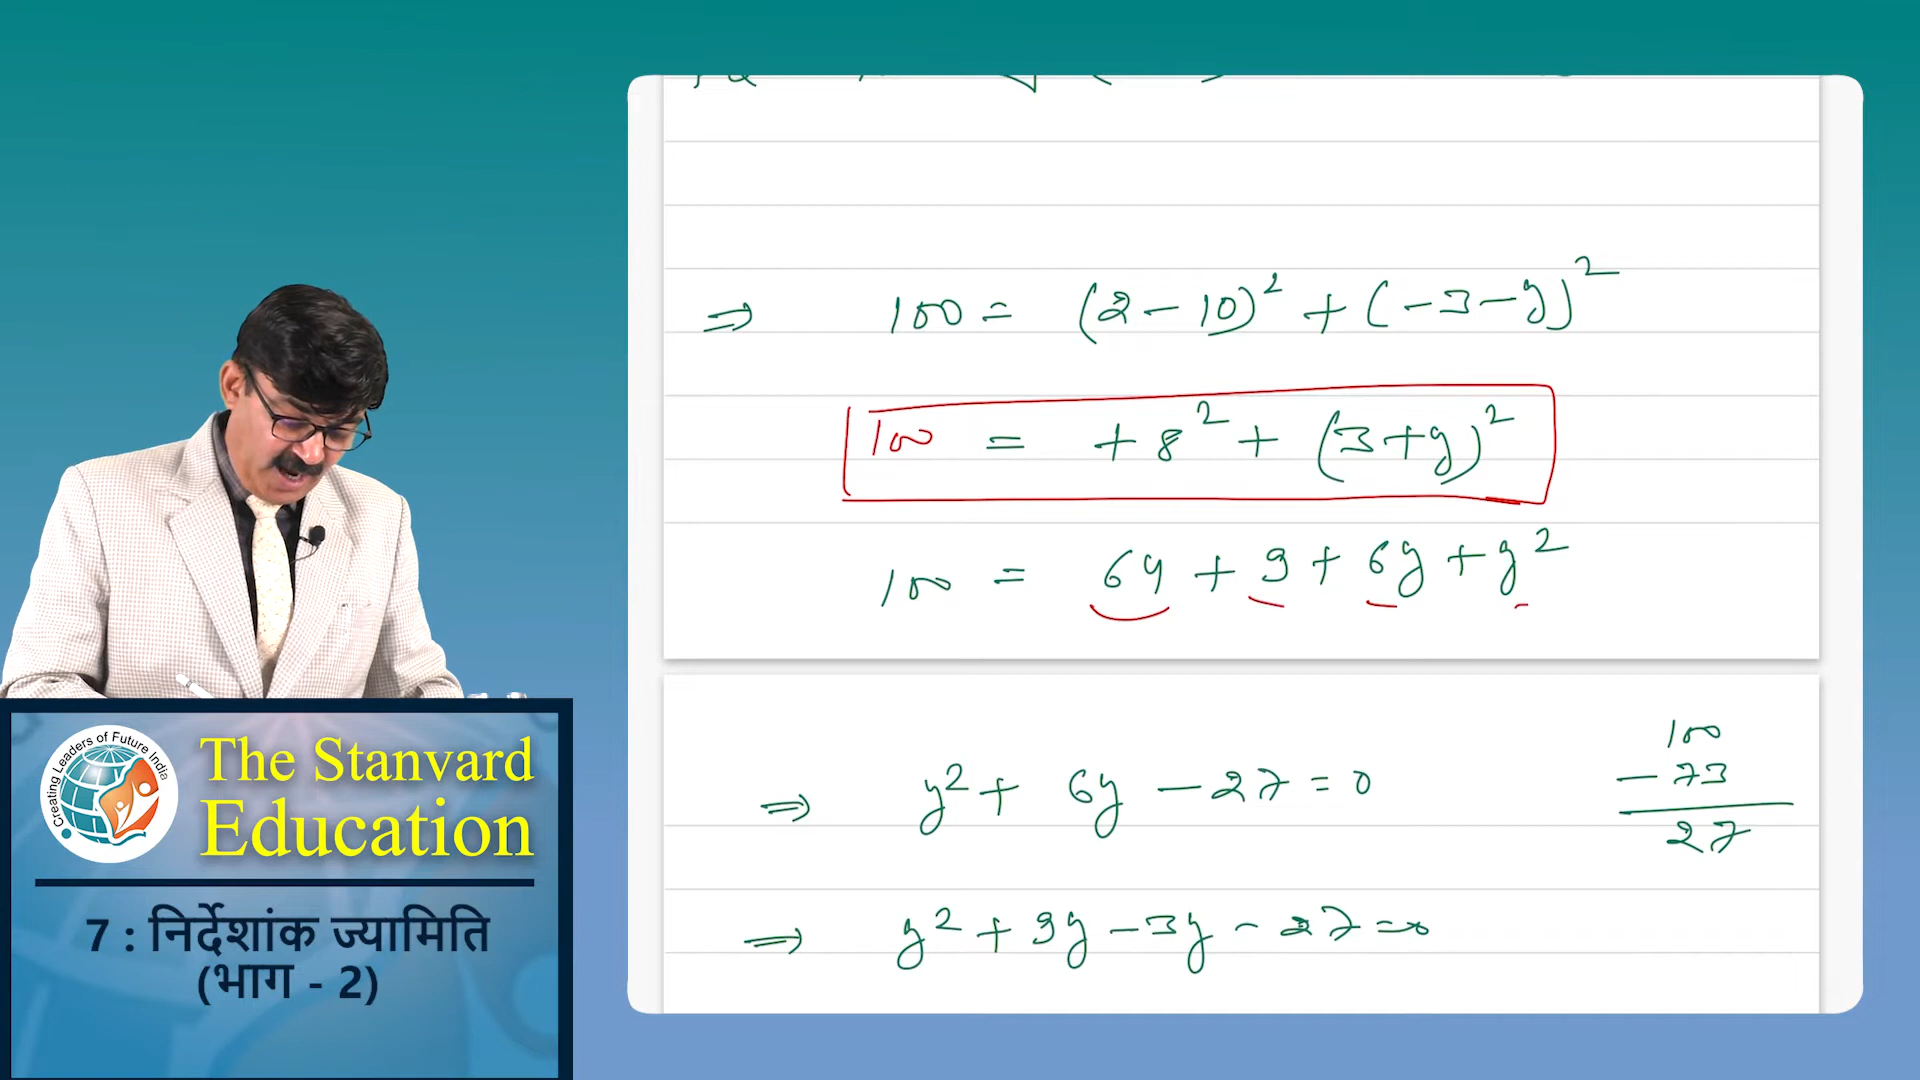 ⇒ 100 = (2 - 10)² + (-3 - y)²
100 = +8² + (3+y)²
100 = 64 + 9 + 6y + y²
⇒ y² + 6y - 27 = 0
100
- 73
27
⇒ y² + 9y - 3y - 27 = 0
Creating Leaders of Future India
The Stanvard
Education
7 : निर्देशांक ज्यामिति
(भाग - 2)